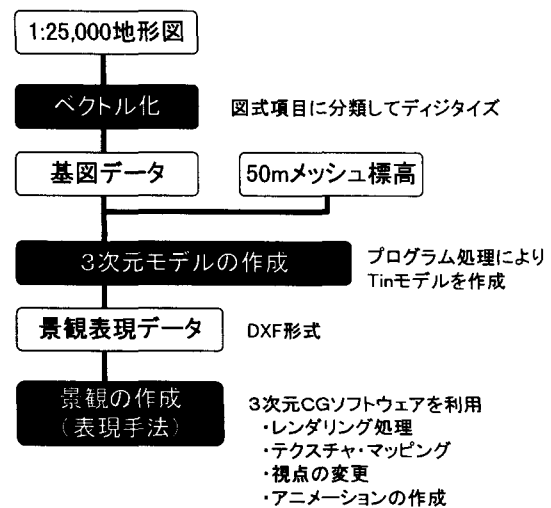 1:25,000地形図
ベクトル化
図式項目に分類してディジタイズ
基図データ
50mメッシュ標高
3次元モデルの作成
プログラム処理により
Tinモデルを作成
景観表現データ
DXF形式
景観の作成
(表現手法)
3次元CGソフトウェアを利用
・レンダリング処理
・テクスチャ・マッピング
・視点の変更
・アニメーションの作成